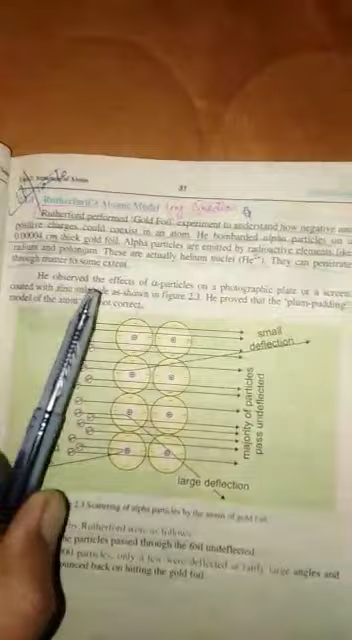 31
Rutherford's Atomic Model Long Question
Rutherford performed 'Gold Foil' experiment to understand how negative and
positive charges could coexist in an atom. He bombarded alpha particles on a
0.00004 cm thick gold foil. Alpha particles are emitted by radioactive elements like
radium and polonium. These are actually helium nuclei (He²⁺). They can penetrate
through matter to some extent.
He observed the effects of α-particles on a photographic plate or a screen
coated with zinc as shown in figure 2.3. He proved that the "plum-pudding"
model of the atom not correct.
small
deflection
majority of particles
pass undeflected
large deflection
2.3 Scattering of alpha particles by the atoms of gold foil
by Rutherford were as follows:
particles passed through the foil undeflected.
particles, only a few were deflected at fairly large angles and
bounced back on hitting the gold foil.